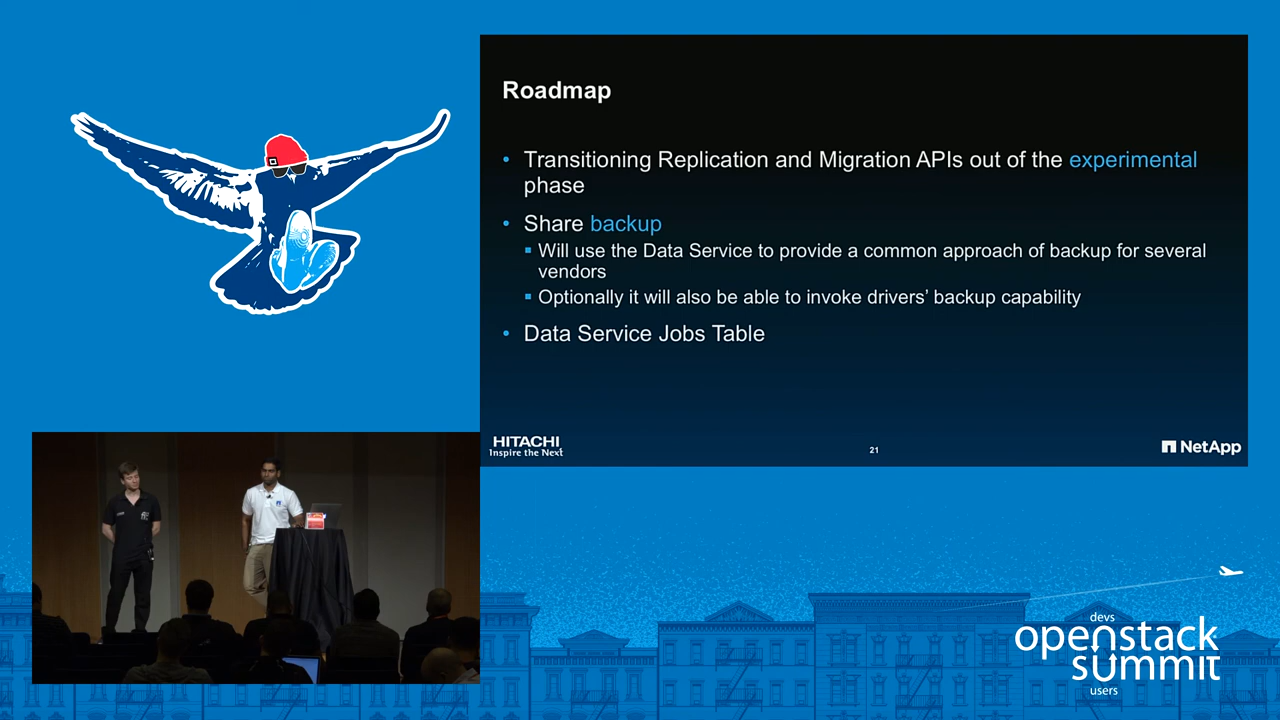 Roadmap
• Transitioning Replication and Migration APIs out of the experimental
phase
• Share backup
▪ Will use the Data Service to provide a common approach of backup for several
vendors
▪ Optionally it will also be able to invoke drivers' backup capability
• Data Service Jobs Table
HITACHI
Inspire the Next
21
NetApp
devs
openstack
summit
users